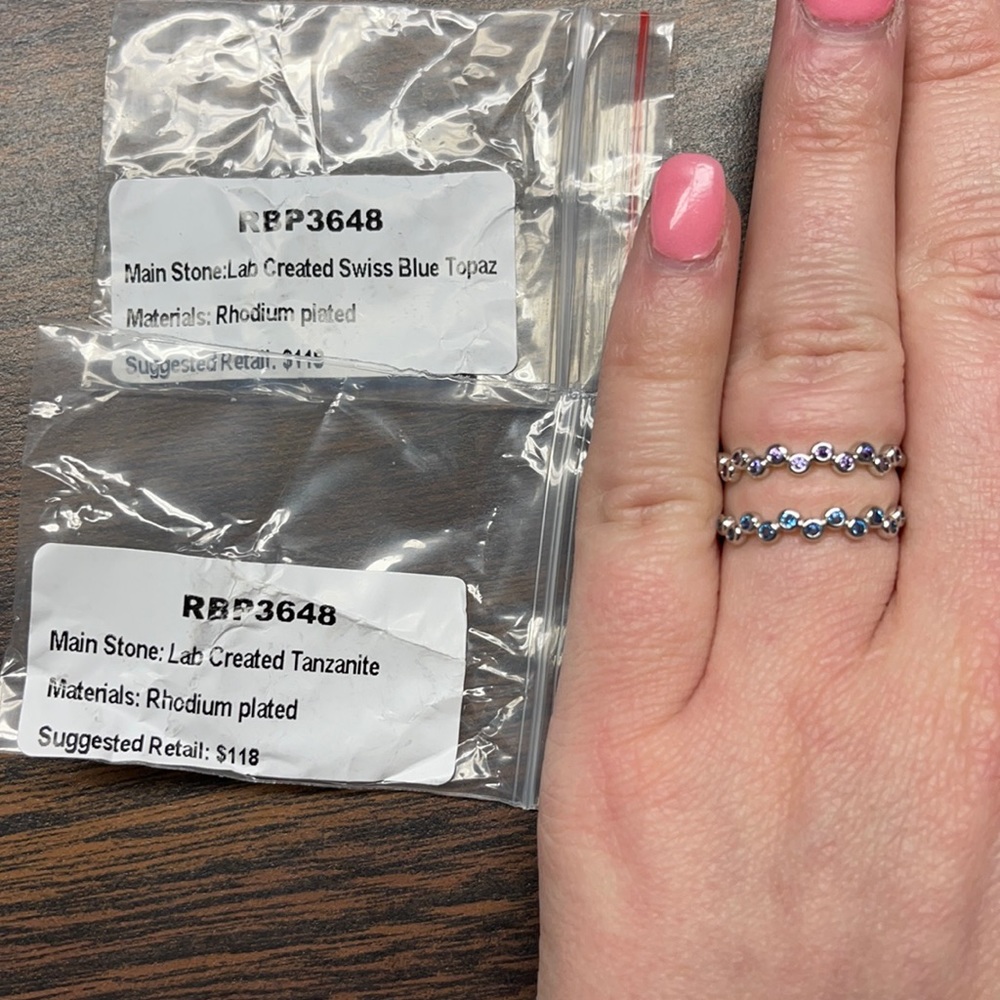 RBP3648
Main Stone:Lab Created Swiss Blue Topaz
Materials: Rhodium plated
Suggested Retail: $118
RBP3648
Main Stone: Lab Created Tanzanite
Materials: Rhodium plated
Suggested Retail: $118